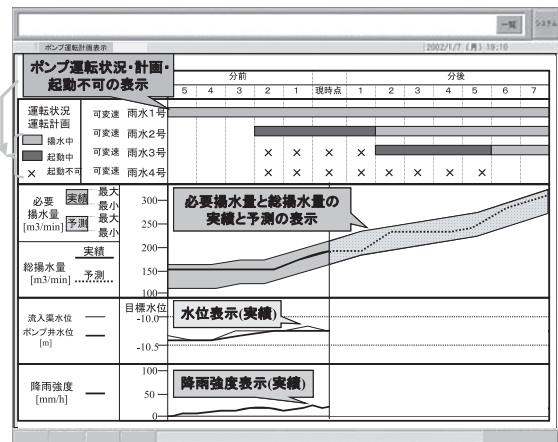 一覧
システム
ポンプ運転計画表示
2002/1/7 (月) 19:10
ポンプ運転状況・計画・
起動不可の表示
分前
分後
5 4 3 2 1 現時点 1 2 3 4 5 6 7
運転状況
運転計画
揚水中
起動中
× 起動不可
可変速 雨水1号
可変速 雨水2号
可変速 雨水3号 × × × ×
可変速 雨水4号 × × × × × × × ×
必要
揚水量
[m3/min]
実績 最大
最小
予測 最大
最小
総揚水量
[m3/min]
実績
予測
300
250
200
150
100
必要揚水量と総揚水量の
実績と予測の表示
流入渠水位
ポンプ井水位
[m]
目標水位
-10.0
-10.5
水位表示(実績)
降雨強度
[mm/h]
100
50
0
降雨強度表示(実績)